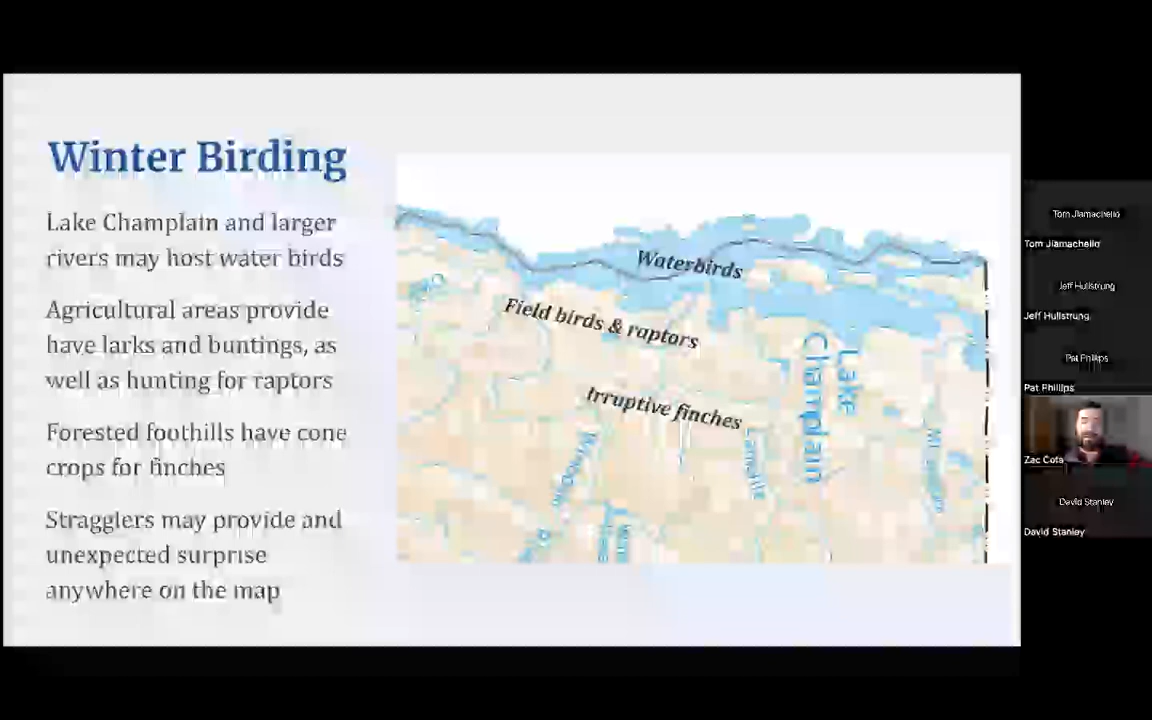 Winter Birding
Lake Champlain and larger
rivers may host water birds
Agricultural areas provide
have larks and buntings, as
well as hunting for raptors
Forested foothills have cone
crops for finches
Stragglers may provide and
unexpected surprise
anywhere on the map
Waterbirds
Field birds & raptors
Irruptive finches
Lake
Champlain
Tom Jiamachello
Tom Jiamachello
Jeff Hullstrung
Jeff Hullstrung
Pat Phillips
Pat Phillips
Zac Cota
David Stanley
David Stanley